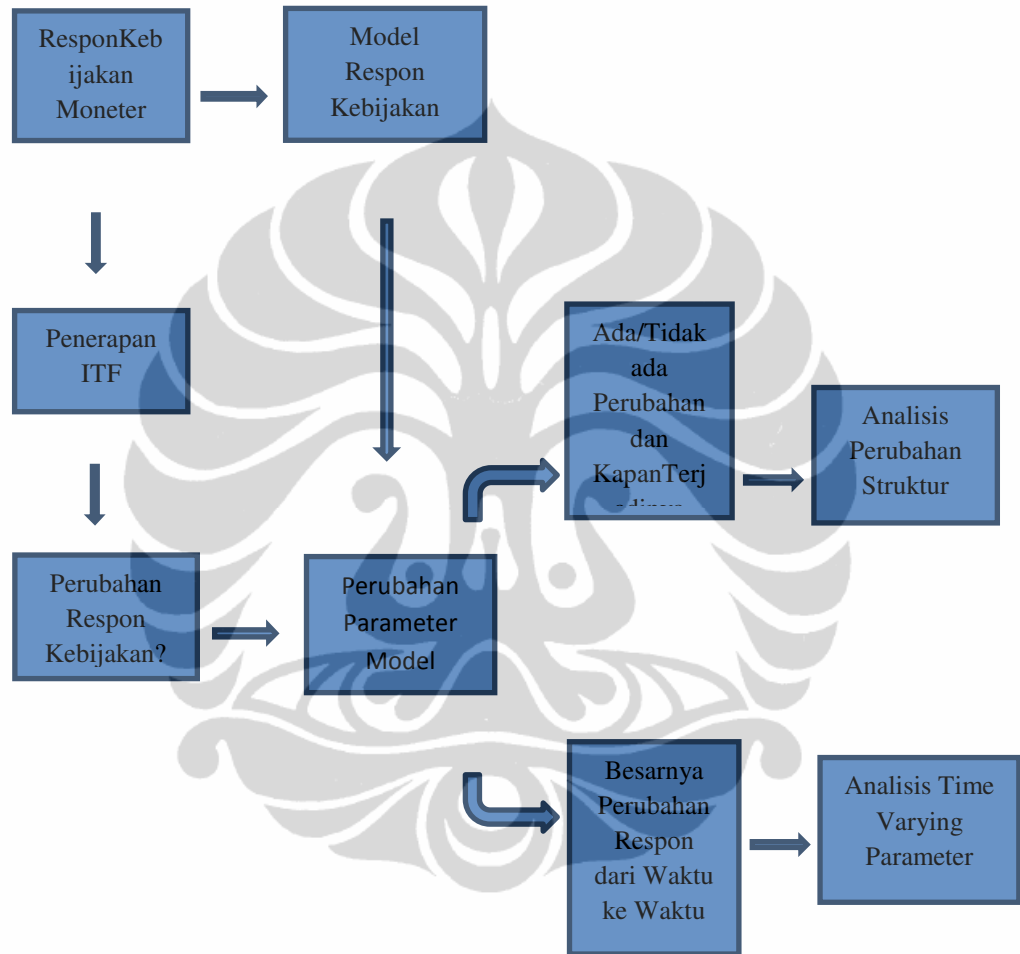 ResponKeb
ijakan
Moneter
Model
Respon
Kebijakan
Penerapan
ITF
Ada/Tidak
ada
Perubahan
dan
KapanTerj
Analisis
Perubahan
Struktur
Perubahan
Respon
Kebijakan?
Perubahan
Parameter
Model
Besarnya
Perubahan
Respon
dari Waktu
ke Waktu
Analisis Time
Varying
Parameter